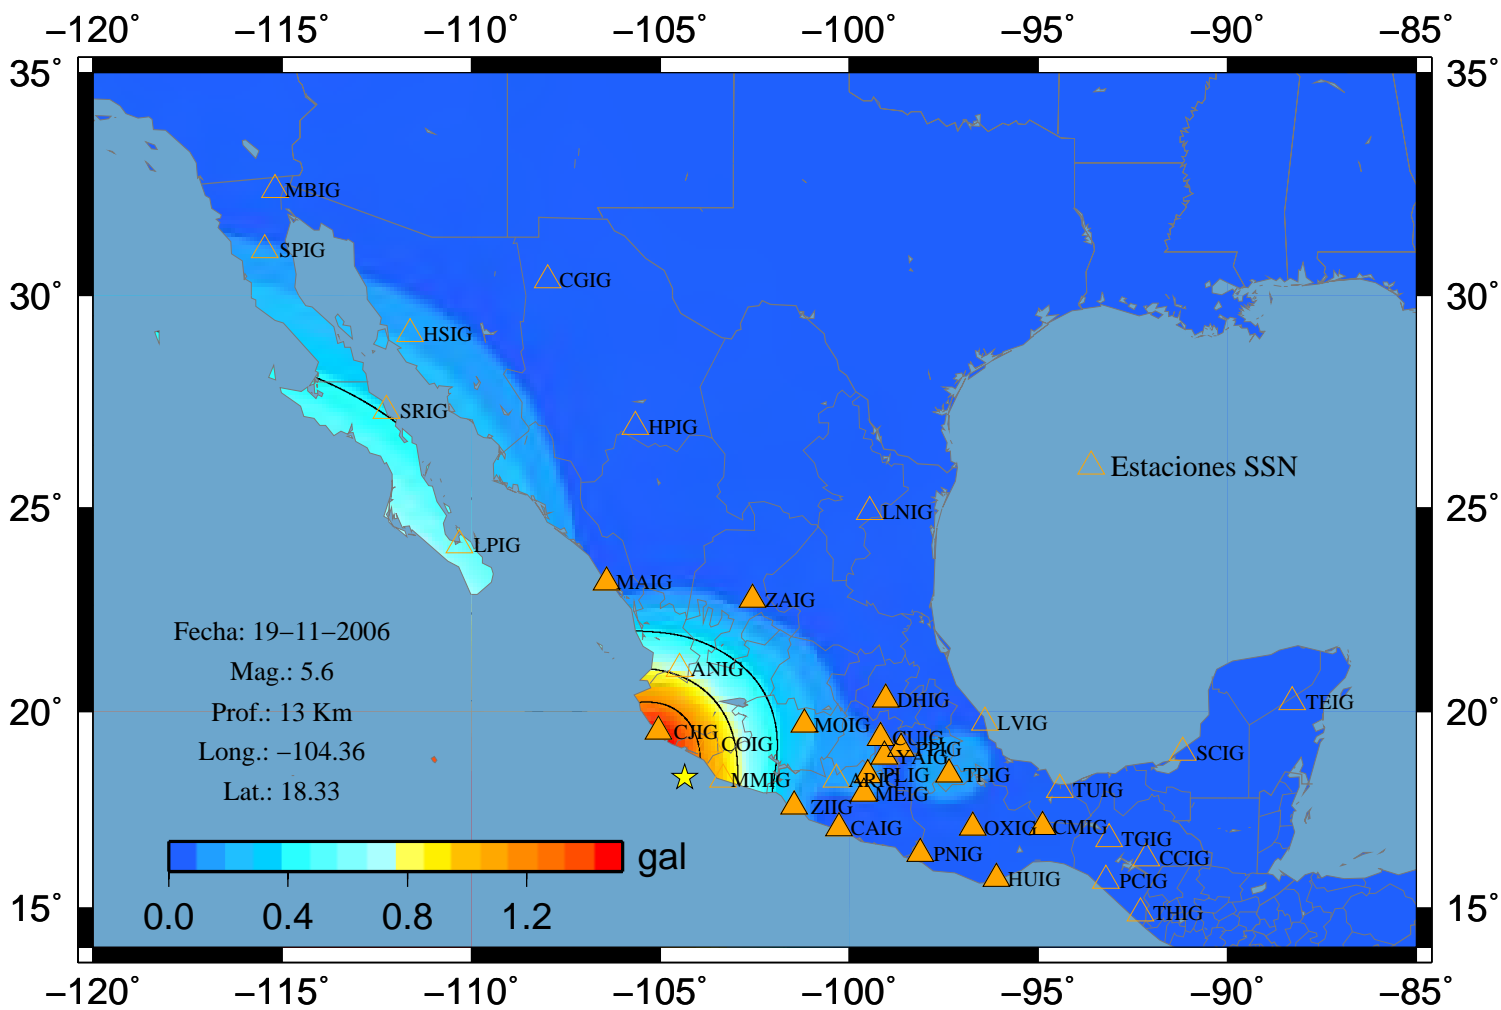 −120° −115° −110° −105° −100° −95° −90° −85°
35° 35°
MBIG
SPIG
CGIG
30° 30°
HSIG
SRIG
HPIG
Estaciones SSN
25° LNIG 25°
LPIG
MAIG
ZAIG
Fecha: 19−11−2006
Mag.: 5.6
ANIG
DHIG
TEIG
Prof.: 13 Km
20° 20°
MOIG
LVIG
CJIG
CUIG
COIG
PPIG
SCIG
Long.: −104.36
YAIG
PLIG
TPIG
MMIG
ARIG
Lat.: 18.33
MEIG
TUIG
ZIIG
CAIG
OXIG
CMIG
TGIG
PNIG
CCIG
gal
HUIG
PCIG
15° THIG 15°
0.0 0.4 0.8 1.2
−120° −115° −110° −105° −100° −95° −90° −85°